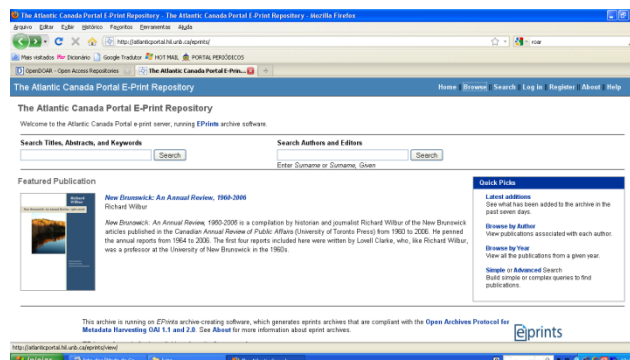 The Atlantic Canada Portal E-Print Repository - The Atlantic Canada Portal E-Print Repository - Mozilla Firefox
Arquivo Editar Exibir Histórico Favoritos Ferramentas Ajuda
http://atlanticportal.hil.unb.ca/eprints/
roar
Mais visitados Dicionário Google Tradutor HOT MAIL PORTAL PERIÓDICOS
OpenDOAR - Open Access Repositories The Atlantic Canada Portal E-Prin...
The Atlantic Canada Portal E-Print Repository Home | Browse | Search | Log in | Register | About | Help
The Atlantic Canada Portal E-Print Repository
Welcome to the Atlantic Canada Portal e-print server, running EPrints archive software.
Search Titles, Abstracts, and Keywords Search Authors and Editors
Search Search
Enter Surname or Surname, Given
Featured Publication
Richard Wilbur
New Brunswick: An Annual Review, 1960-2006
Richard Wilbur
New Brunswick: An Annual Review, 1960-2006 is a compilation by historian and journalist Richard Wilbur of the New Brunswick
articles published in the Canadian Annual Review of Public Affairs (University of Toronto Press) from 1960 to 2006. He penned
the annual reports from 1964 to 2006. The first four reports included here were written by Lovell Clarke, who, like Richard Wilbur,
was a professor at the University of New Brunswick in the 1960s.
Quick Picks
Latest additions
See what has been added to the archive in the
past seven days.
Browse by Author
View publications associated with each author.
Browse by Year
View all the publications from a given year.
Simple or Advanced Search
Build simple or complex queries to find
publications.
This archive is running on EPrints archive-creating software, which generates eprints archives that are compliant with the Open Archives Protocol for
Metadata Harvesting OAI 1.1 and 2.0. See About for more information about eprint archives.
eprints
http://atlanticportal.hil.unb.ca/eprints/view/